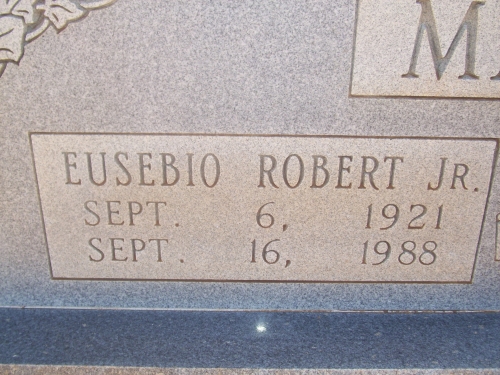 EUSEBIO ROBERT JR.
SEPT. 6, 1921
SEPT. 16, 1988